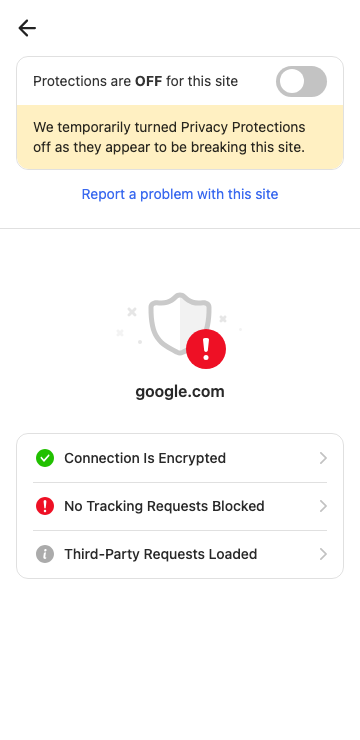 Protections are OFF for this site
We temporarily turned Privacy Protections
off as they appear to be breaking this site.
Report a problem with this site
google.com
Connection Is Encrypted
No Tracking Requests Blocked
Third-Party Requests Loaded